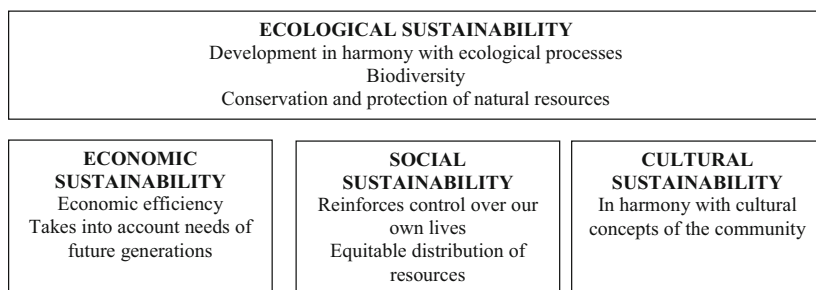 ECOLOGICAL SUSTAINABILITY
Development in harmony with ecological processes
Biodiversity
Conservation and protection of natural resources
ECONOMIC
SUSTAINABILITY
Economic efficiency
Takes into account needs of
future generations
SOCIAL
SUSTAINABILITY
Reinforces control over our
own lives
Equitable distribution of
resources
CULTURAL
SUSTAINABILITY
In harmony with cultural
concepts of the community